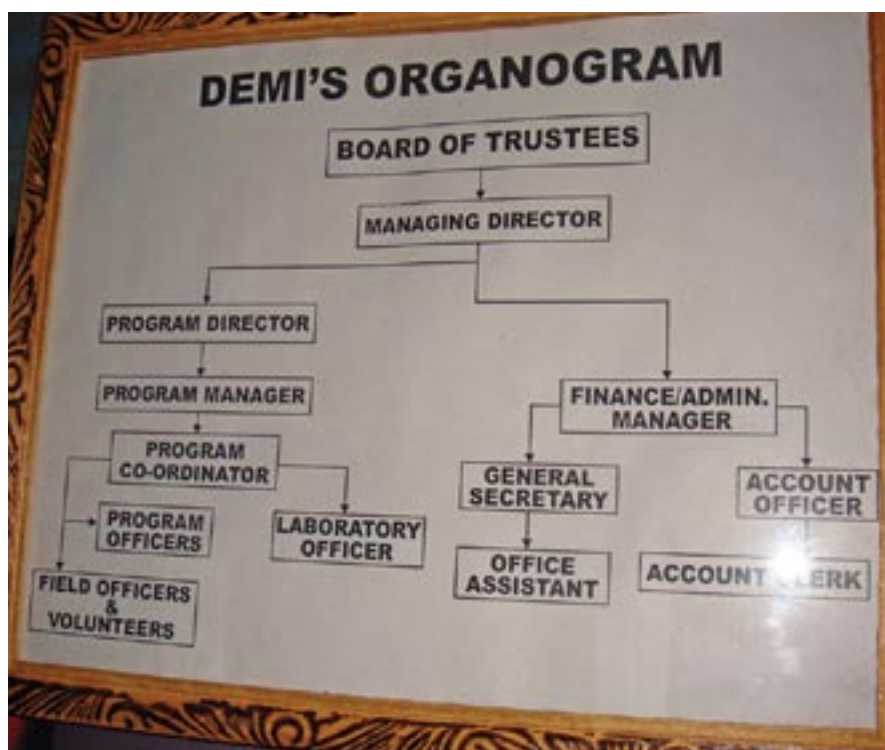 DEMI'S ORGANOGRAM
BOARD OF TRUSTEES
MANAGING DIRECTOR
PROGRAM DIRECTOR
PROGRAM MANAGER
FINANCE/ADMIN.
MANAGER
PROGRAM
CO-ORDINATOR
GENERAL
SECRETARY
ACCOUNT
OFFICER
PROGRAM
OFFICERS
LABORATORY
OFFICER
OFFICE
ASSISTANT
ACCOUNT CLERK
FIELD OFFICERS
&
VOLUNTEERS